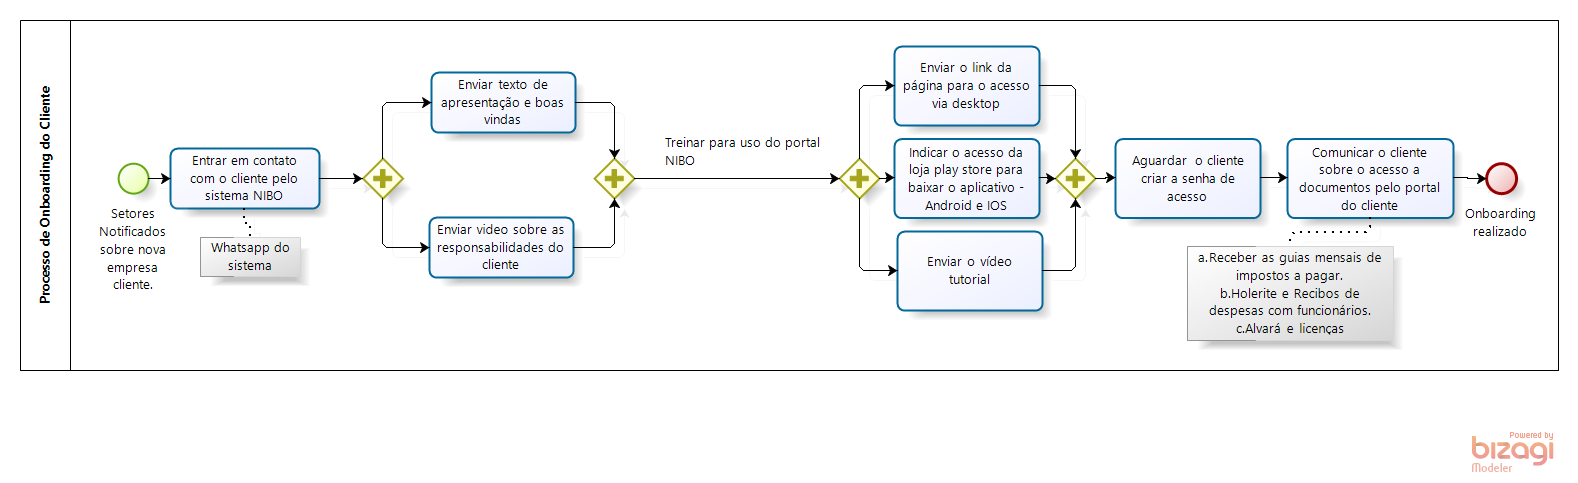 Processo de Onboarding do Cliente
Setores
Notificados
sobre nova
empresa
cliente.
Entrar em contato
com o cliente pelo
sistema NIBO
Whatsapp do
sistema
Enviar texto de
apresentação e boas
vindas
Enviar video sobre as
responsabilidades do
cliente
Treinar para uso do portal
NIBO
Enviar o link da
página para o acesso
via desktop
Indicar o acesso da
loja play store para
baixar o aplicativo -
Android e IOS
Enviar o vídeo
tutorial
Aguardar o cliente
criar a senha de
acesso
Comunicar o cliente
sobre o acesso a
documentos pelo portal
do cliente
a.Receber as guias mensais de
impostos a pagar.
b.Holerite e Recibos de
despesas com funcionários.
c.Alvará e licenças
Onboarding
realizado
Powered by
bizagi
Modeler